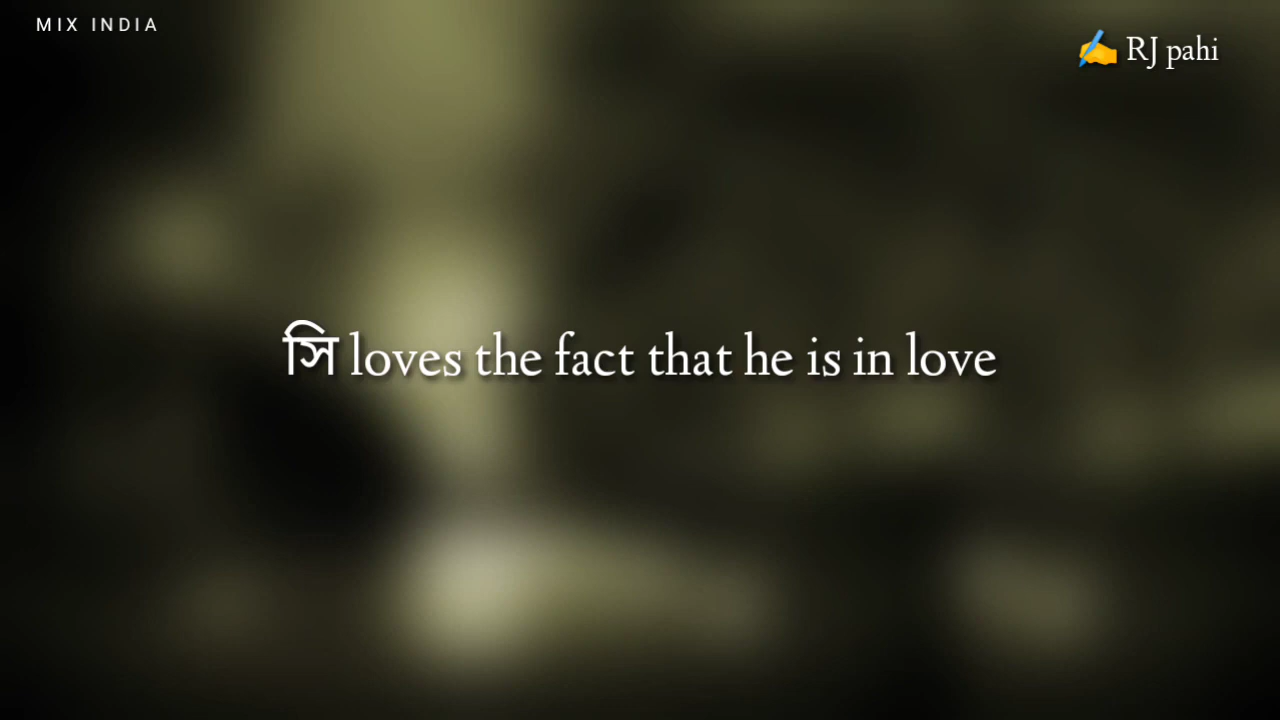 MIX INDIA
✍️ RJ pahi
সি loves the fact that he is in love